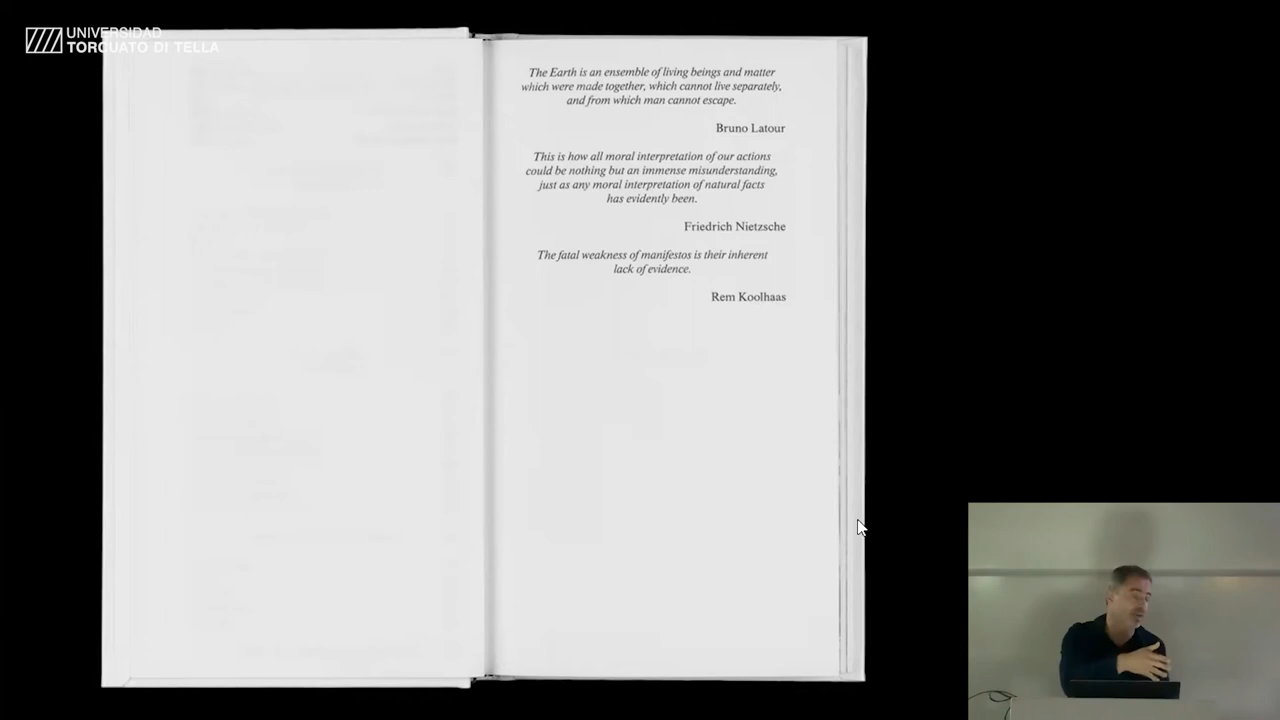 UNIVERSIDAD
TORCUATO DI TELLA
The Earth is an ensemble of living beings and matter
which were made together, which cannot live separately,
and from which man cannot escape.
Bruno Latour
This is how all moral interpretation of our actions
could be nothing but an immense misunderstanding,
just as any moral interpretation of natural facts
has evidently been.
Friedrich Nietzsche
The fatal weakness of manifestos is their inherent
lack of evidence.
Rem Koolhaas